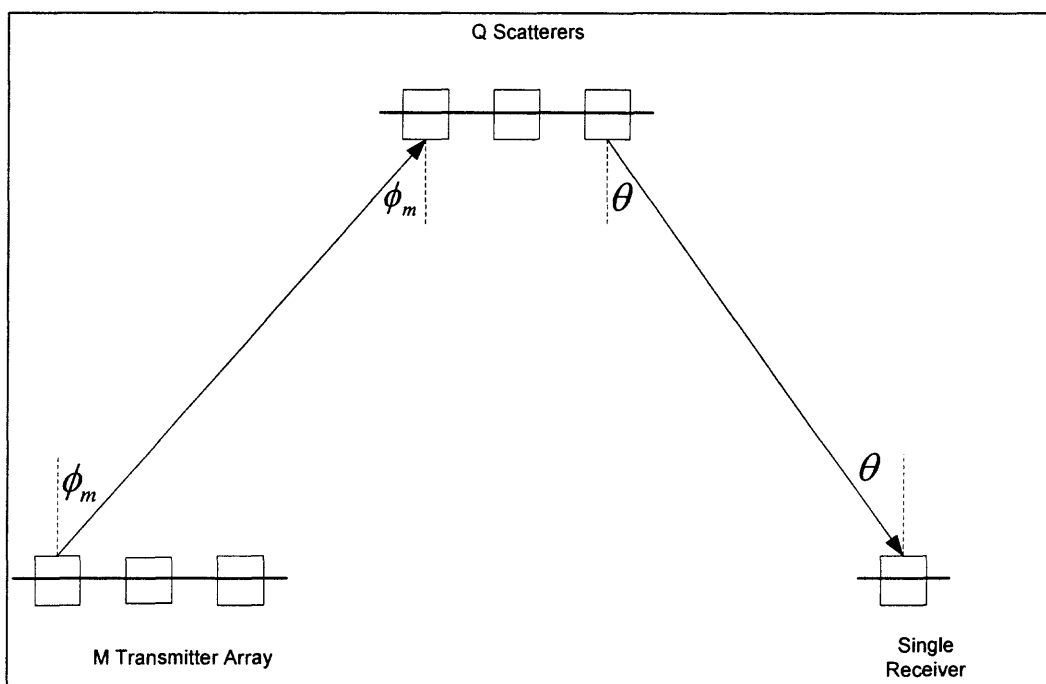 Q Scatterers
ϕm
θ
ϕm
θ
M Transmitter Array
Single
Receiver